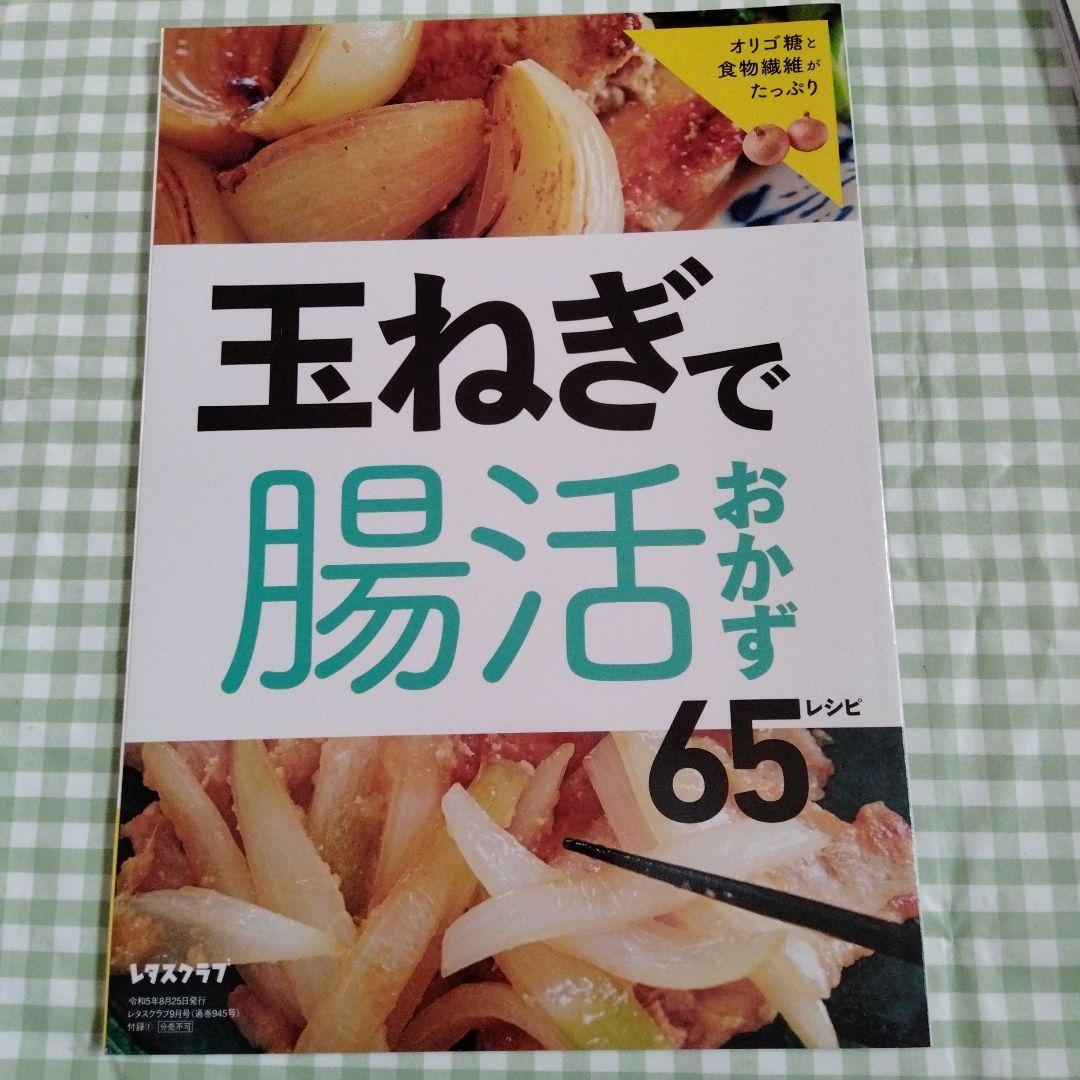 オリゴ糖と
食物繊維が
たっぷり
玉ねぎで
腸活
おかず
65レシピ
レタスクラブ
令和5年8月25日発行
レタスクラブ9月号(通巻945号)
付録① 分売不可